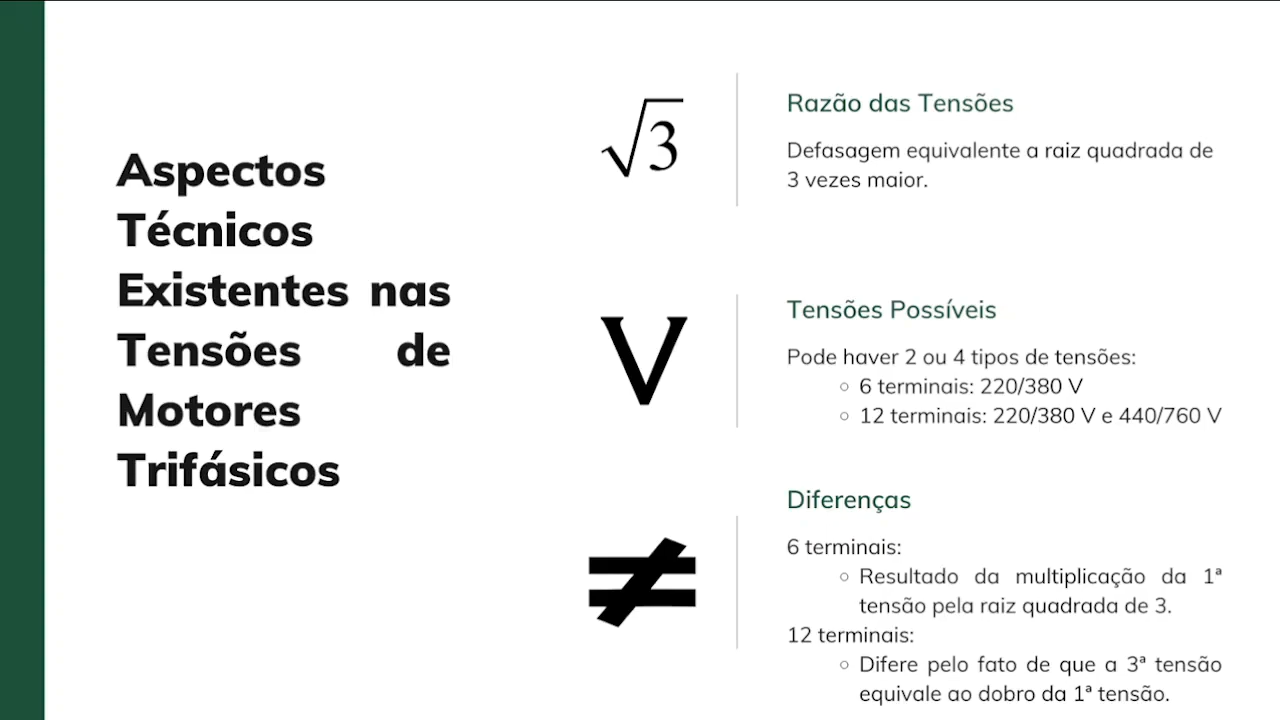 Aspectos
Técnicos
Existentes nas
Tensões de
Motores
Trifásicos
√3
Razão das Tensões
Defasagem equivalente a raiz quadrada de
3 vezes maior.
V
Tensões Possíveis
Pode haver 2 ou 4 tipos de tensões:
◦ 6 terminais: 220/380 V
◦ 12 terminais: 220/380 V e 440/760 V
≠
Diferenças
6 terminais:
◦ Resultado da multiplicação da 1ª
tensão pela raiz quadrada de 3.
12 terminais:
◦ Difere pelo fato de que a 3ª tensão
equivale ao dobro da 1ª tensão.